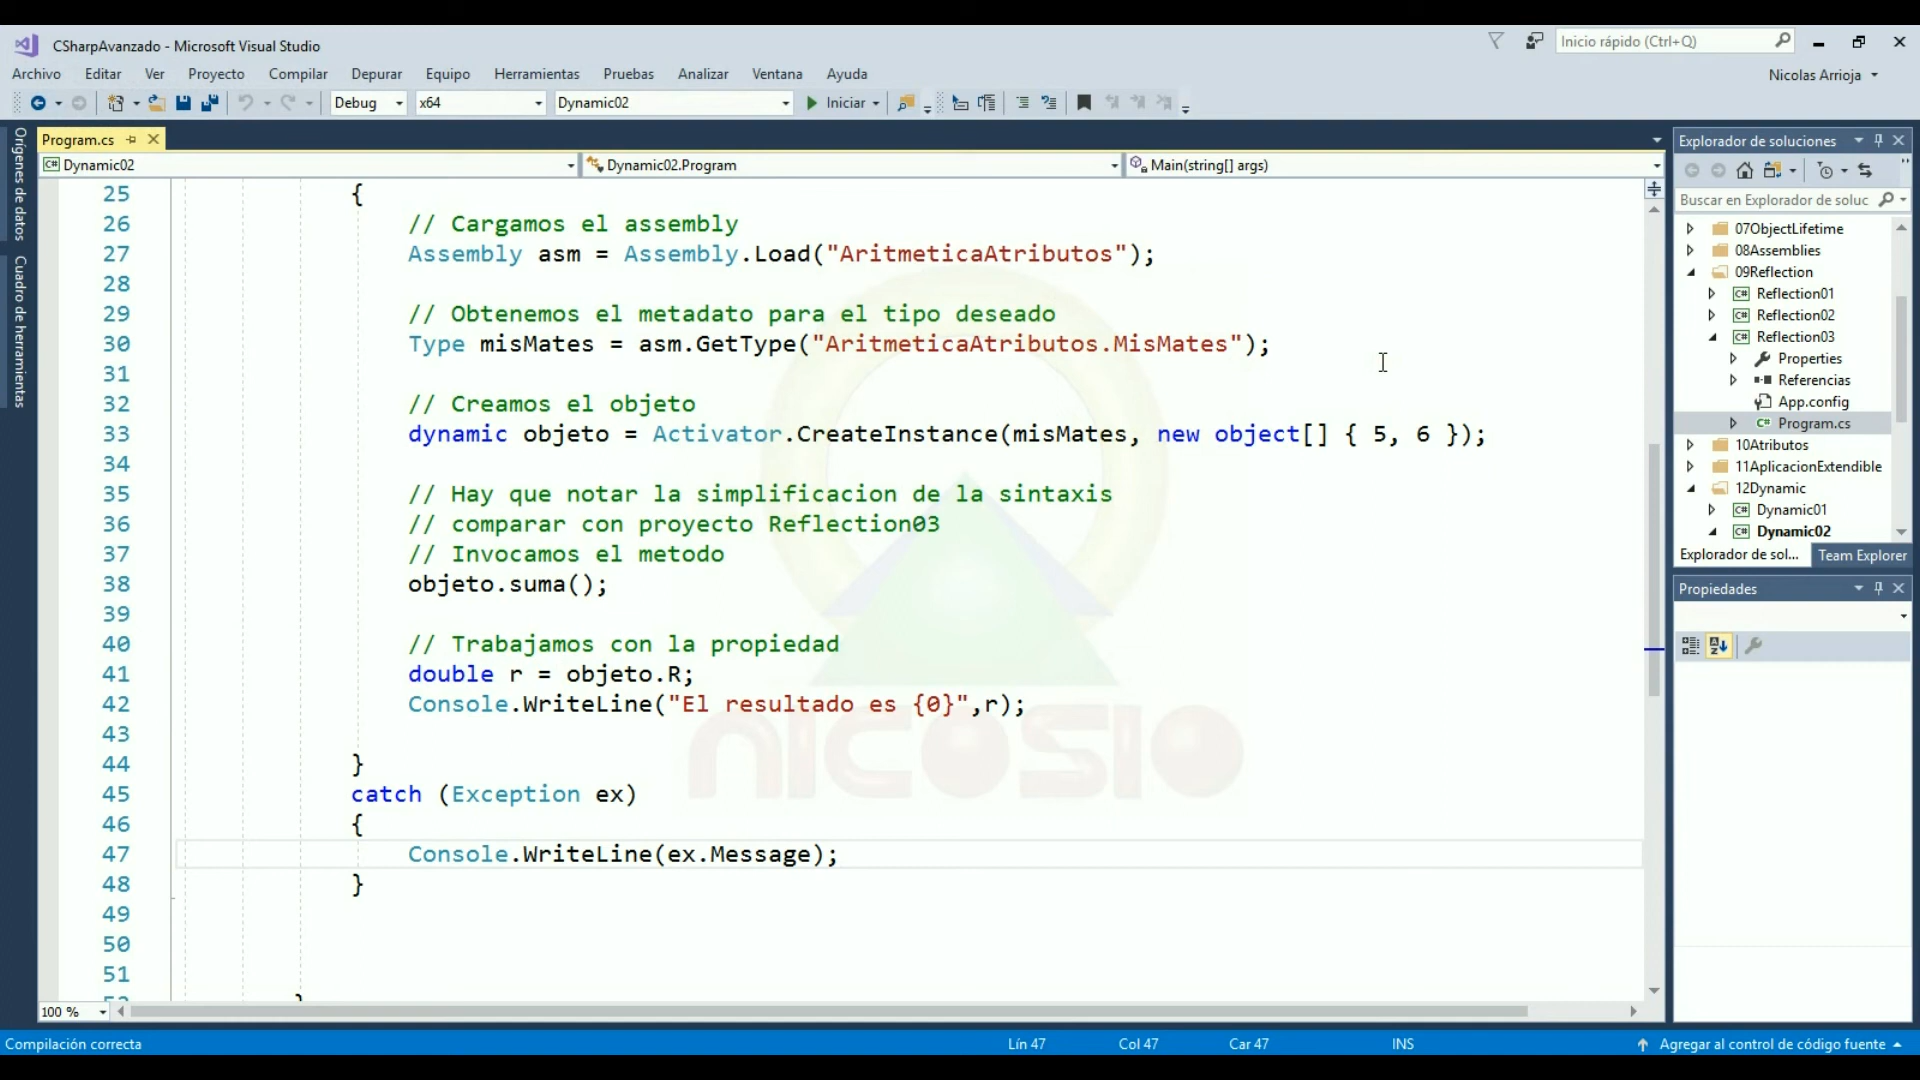 CSharpAvanzado - Microsoft Visual Studio
Inicio rápido (Ctrl+Q)
Archivo Editar Ver Proyecto Compilar Depurar Equipo Herramientas Pruebas Analizar Ventana Ayuda
Nicolas Arrioja
Debug x64 Dynamic02 Iniciar
Orígenes de datos
Cuadro de herramientas
Program.cs
Dynamic02 Dynamic02.Program Main(string[] args)
25 {
26 // Cargamos el assembly
27 Assembly asm = Assembly.Load("AritmeticaAtributos");
28
29 // Obtenemos el metadato para el tipo deseado
30 Type misMates = asm.GetType("AritmeticaAtributos.MisMates");
31
32 // Creamos el objeto
33 dynamic objeto = Activator.CreateInstance(misMates, new object[] { 5, 6 });
34
35 // Hay que notar la simplificacion de la sintaxis
36 // comparar con proyecto Reflection03
37 // Invocamos el metodo
38 objeto.suma();
39
40 // Trabajamos con la propiedad
41 double r = objeto.R;
42 Console.WriteLine("El resultado es {0}",r);
43
44 }
45 catch (Exception ex)
46 {
47 Console.WriteLine(ex.Message);
48 }
49
50
51
NICOSIO
100 %
Explorador de soluciones
Buscar en Explorador de soluc
07ObjectLifetime
08Assemblies
09Reflection
Reflection01
Reflection02
Reflection03
Properties
Referencias
App.config
Program.cs
10Atributos
11AplicacionExtendible
12Dynamic
Dynamic01
Dynamic02
Explorador de sol... Team Explorer
Propiedades
Compilación correcta Lín 47 Col 47 Car 47 INS Agregar al control de código fuente